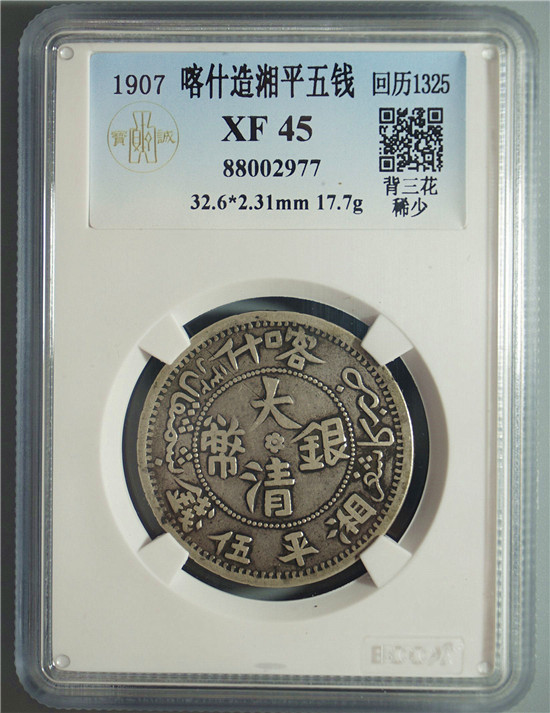 1907 喀什造湘平五钱 回历1325
寳 誠
XF 45
88002977
背三花
32.6*2.31mm 17.7g 稀少
喀什
大清
銀幣
湘平伍錢